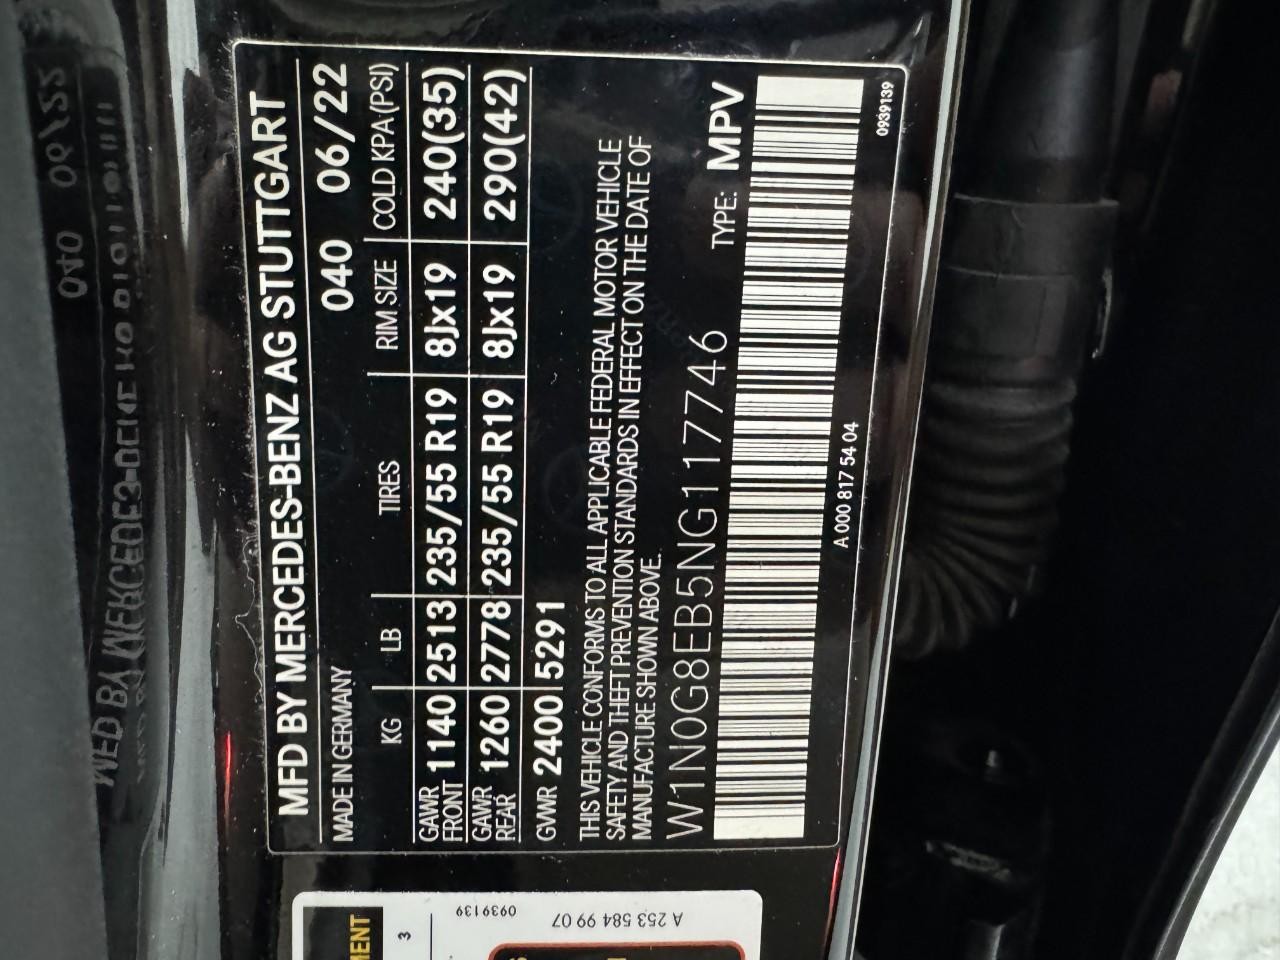 MFD BY MERCEDES-BENZ AG STUTTGART
MADE IN GERMANY 040 06/22
KG LB TIRES RIM SIZE COLD KPA (PSI)
GAWR FRONT 1140 2513 235/55 R19 8Jx19 240(35)
GAWR REAR 1260 2778 235/55 R19 8Jx19 290(42)
GVWR 2400 5291
THIS VEHICLE CONFORMS TO ALL APPLICABLE FEDERAL MOTOR VEHICLE
SAFETY AND THEFT PREVENTION STANDARDS IN EFFECT ON THE DATE OF
MANUFACTURE SHOWN ABOVE.
W1N0G8EB5NG117746 TYPE: MPV
A 000 817 54 04
0939139
3
0939139
A 253 584 99 07